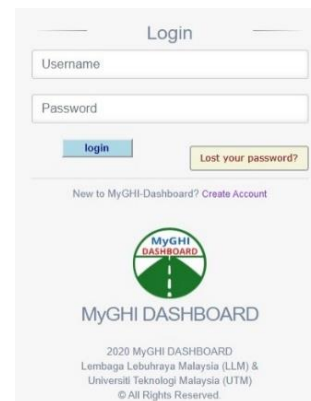 Login
Username
Password
login
Lost your password?
New to MyGHI-Dashboard? Create Account
MyGHI
DASHBOARD
MyGHI DASHBOARD
2020 MyGHI DASHBOARD
Lembaga Lebuhraya Malaysia (LLM) &
Universiti Teknologi Malaysia (UTM)
© All Rights Reserved.